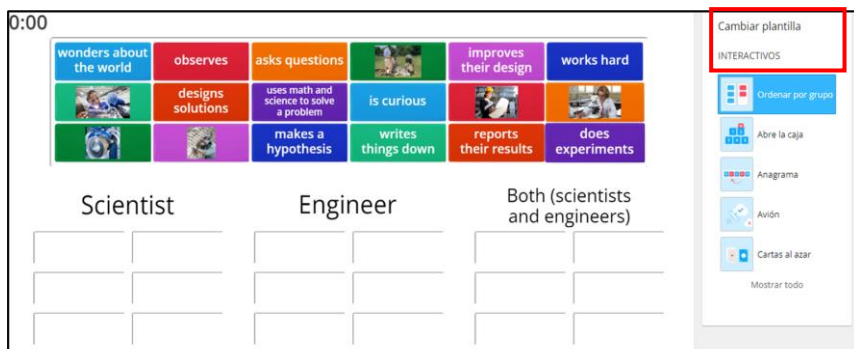 0:00
wonders about
the world
observes
asks questions
improves
their design
works hard
designs
solutions
uses math and
science to solve
a problem
is curious
makes a
hypothesis
writes
things down
reports
their results
does
experiments
Scientist
Engineer
Both (scientists
and engineers)
Cambiar plantilla
INTERACTIVOS
Ordenar por grupo
Abre la caja
Anagrama
Avión
Cartas al azar
Mostrar todo